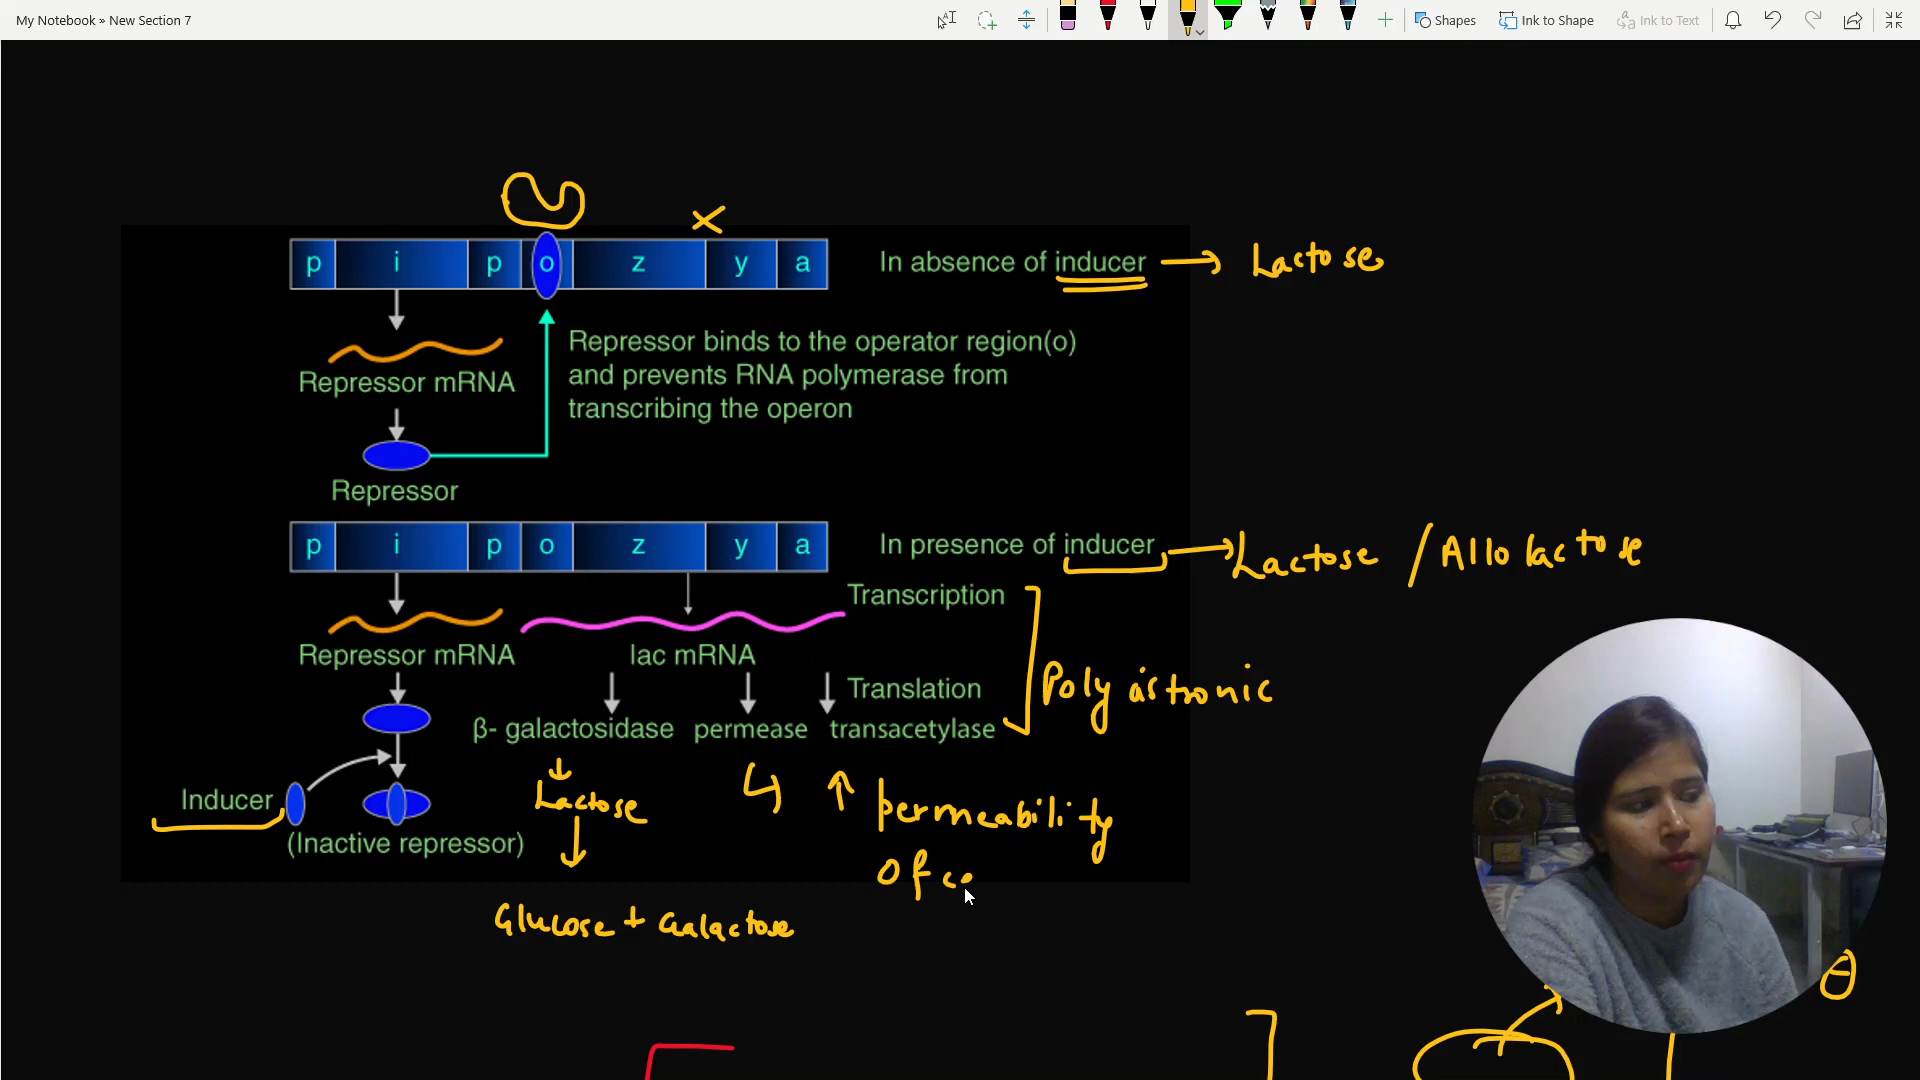 My Notebook » New Section 7
Shapes
Ink to Shape
Ink to Text
p i p o z y a
In absence of inducer → Lactose
Repressor binds to the operator region(o)
and prevents RNA polymerase from
transcribing the operon
Repressor mRNA
Repressor
p i p o z y a
In presence of inducer → Lactose / Allolactose
Transcription
Repressor mRNA
lac mRNA
Translation
Polycistronic
β- galactosidase permease transacetylase
Inducer
(Inactive repressor)
Lactose
↑ permeability
of ce
Glucose + Galactose